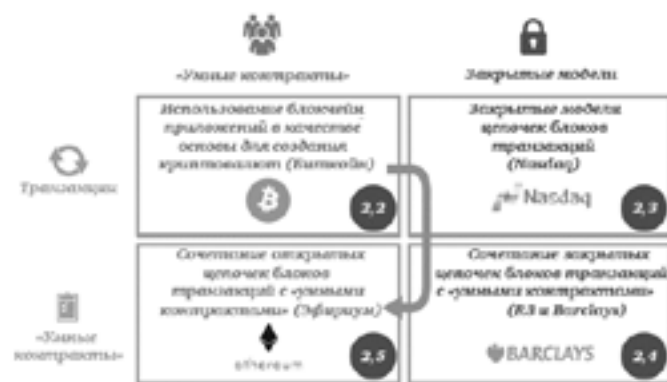 «Умные контракты»
Закрытые модели
Использование блокчейн
приложений в качестве
основы для создания
криптовалют (Биткойн)
2,2
Закрытые модели
цепочек блоков
транзакций
(Nasdaq)
Nasdaq
2,3
Транзакции
Сочетание открытых
цепочек блоков
транзакций с «умными
контрактами» (Эфириум)
ethereum
2,5
Сочетание закрытых
цепочек блоков транзакций
с «умными контрактами»
(R3 и Barclays)
BARCLAYS
2,4
«Умные
контракты»